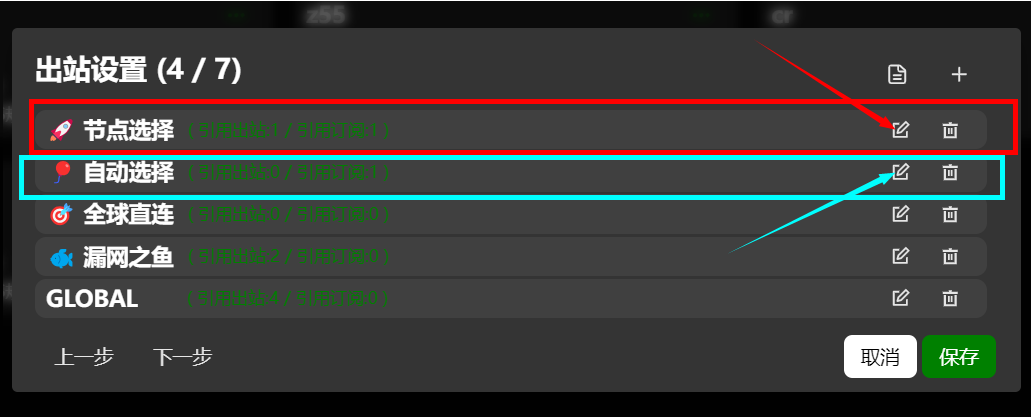 z55
cr
出站设置 (4 / 7)
🚀 节点选择 ( 引用出站:1 / 引用订阅:1 )
🎈 自动选择 ( 引用出站:0 / 引用订阅:1 )
🎯 全球直连 ( 引用出站:0 / 引用订阅:0 )
🐟 漏网之鱼 ( 引用出站:2 / 引用订阅:0 )
GLOBAL ( 引用出站:4 / 引用订阅:0 )
上一步 下一步 取消 保存